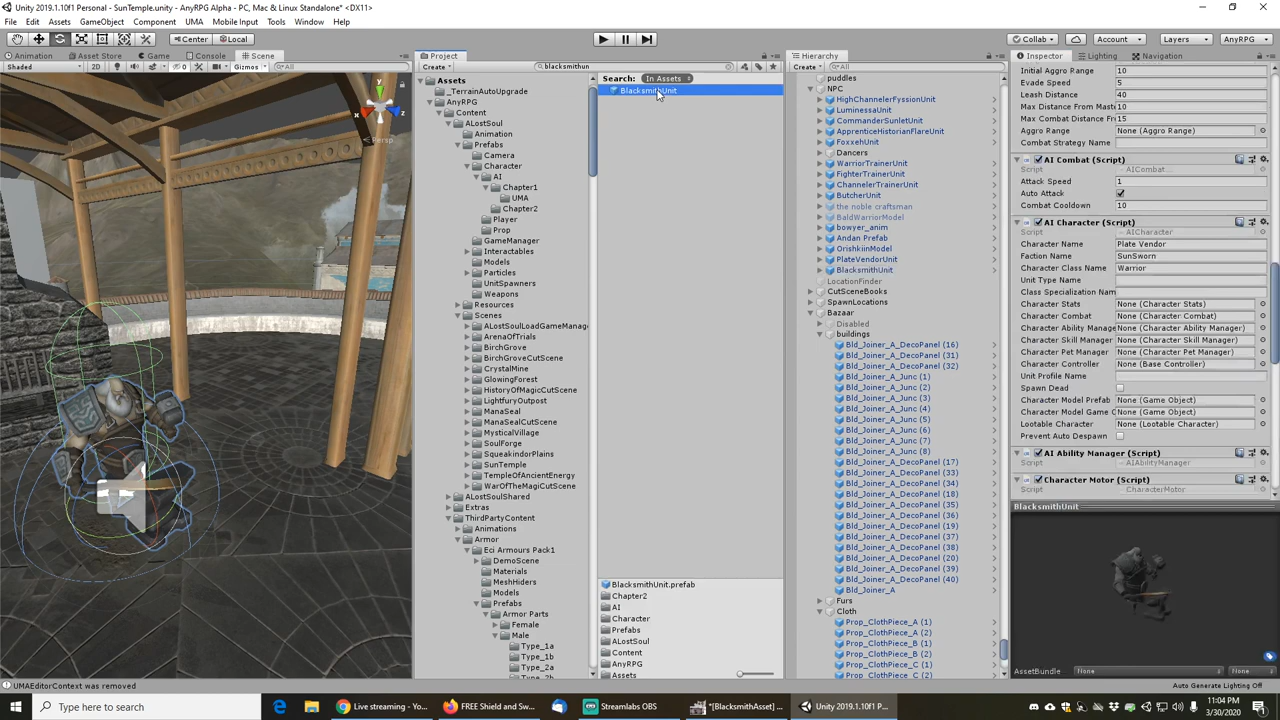 Unity 2019.1.10f1 Personal - SunTemple.unity - AnyRPG Alpha - PC, Mac & Linux Standalone* <DX11>
File Edit Assets GameObject Component UMA Mobile Input Tools Window Help
Center Local Collab Account Layers AnyRPG
Animation Asset Store Game Console Scene
Shaded 2D Gizmos All
y x z
Persp
Project
Create blacksmithun
Assets
_TerrainAutoUpgrade
AnyRPG
Content
ALostSoul
Animation
Prefabs
Camera
Character
AI
Chapter1
UMA
Chapter2
Player
Prop
GameManager
Interactables
Models
Particles
UnitSpawners
Weapons
Resources
Scenes
ALostSoulLoadGameManag
ArenaOfTrials
BirchGrove
BirchGroveCutScene
CrystalMine
GlowingForest
HistoryOfMagicCutScene
LightfuryOutpost
ManaSeal
ManaSealCutScene
MysticalVillage
SoulForge
SqueakindorPlains
SunTemple
TempleOfAncientEnergy
WarOfTheMagiCutScene
ALostSoulShared
Extras
ThirdPartyContent
Animations
Armor
Eci Armours Pack1
DemoScene
Materials
MeshHiders
Models
Prefabs
Armor Parts
Female
Male
Type_1a
Type_1b
Type_2a
Type_2b
Search: In Assets
BlacksmithUnit
BlacksmithUnit.prefab
Chapter2
AI
Character
Prefabs
ALostSoul
Content
AnyRPG
Assets
Hierarchy
Create All
puddles
NPC
HighChannelerFyssionUnit
LuminessaUnit
CommanderSunletUnit
ApprenticeHistorianFlareUnit
FoxxehUnit
Dancers
WarriorTrainerUnit
FighterTrainerUnit
ChannelerTrainerUnit
ButcherUnit
the noble craftsman
BaldWarriorModel
bowyer_anim
Andan Prefab
OrishkiinModel
PlateVendorUnit
BlacksmithUnit
LocationFinder
CutSceneBooks
SpawnLocations
Bazaar
Disabled
buildings
Bld_Joiner_A_DecoPanel (16)
Bld_Joiner_A_DecoPanel (31)
Bld_Joiner_A_DecoPanel (32)
Bld_Joiner_A_Junc (1)
Bld_Joiner_A_Junc (2)
Bld_Joiner_A_Junc (3)
Bld_Joiner_A_Junc (4)
Bld_Joiner_A_Junc (5)
Bld_Joiner_A_Junc (6)
Bld_Joiner_A_Junc (7)
Bld_Joiner_A_Junc (8)
Bld_Joiner_A_DecoPanel (17)
Bld_Joiner_A_DecoPanel (33)
Bld_Joiner_A_DecoPanel (34)
Bld_Joiner_A_DecoPanel (18)
Bld_Joiner_A_DecoPanel (35)
Bld_Joiner_A_DecoPanel (36)
Bld_Joiner_A_DecoPanel (19)
Bld_Joiner_A_DecoPanel (37)
Bld_Joiner_A_DecoPanel (38)
Bld_Joiner_A_DecoPanel (20)
Bld_Joiner_A_DecoPanel (39)
Bld_Joiner_A_DecoPanel (40)
Bld_Joiner_A
Furs
Cloth
Prop_ClothPiece_A (1)
Prop_ClothPiece_A (2)
Prop_ClothPiece_B (1)
Prop_ClothPiece_B (2)
Prop_ClothPiece_C (1)
Prop_ClothPiece_C (2)
Inspector Lighting Navigation
Initial Aggro Range 10
Evade Speed 5
Leash Distance 40
Max Distance From 10
Max Combat Distance Fr 15
Aggro Range None (Aggro Range)
Combat Strategy Name
AI Combat (Script)
Script AICombat
Attack Speed 1
Auto Attack
Combat Cooldown 10
AI Character (Script)
Script AICharacter
Character Name Plate Vendor
Faction Name SunSworn
Character Class Name Warrior
Unit Type Name
Class Specialization Nam
Character Stats None (Character Stats)
Character Combat None (Character Combat)
Character Ability Manage None (Character Ability Manager)
Character Skill Manager None (Character Skill Manager)
Character Pet Manager None (Character Pet Manager)
Character Controller None (Base Controller)
Unit Profile Name
Spawn Dead
Character Model Prefab None (Game Object)
Character Model Game O None (Game Object)
Lootable Character None (Lootable Character)
Prevent Auto Despawn
AI Ability Manager (Script)
Script AIAbilityManager
Character Motor (Script)
Script CharacterMotor
BlacksmithUnit
AssetBundle None None
UMAEditorContext was removed
Auto Generate Lighting Off
Type here to search
Live streaming - Yo...
FREE Shield and Sw...
Streamlabs OBS
*[BlacksmithAsset] ...
Unity 2019.1.10f1 P...
11:04 PM
3/30/2020